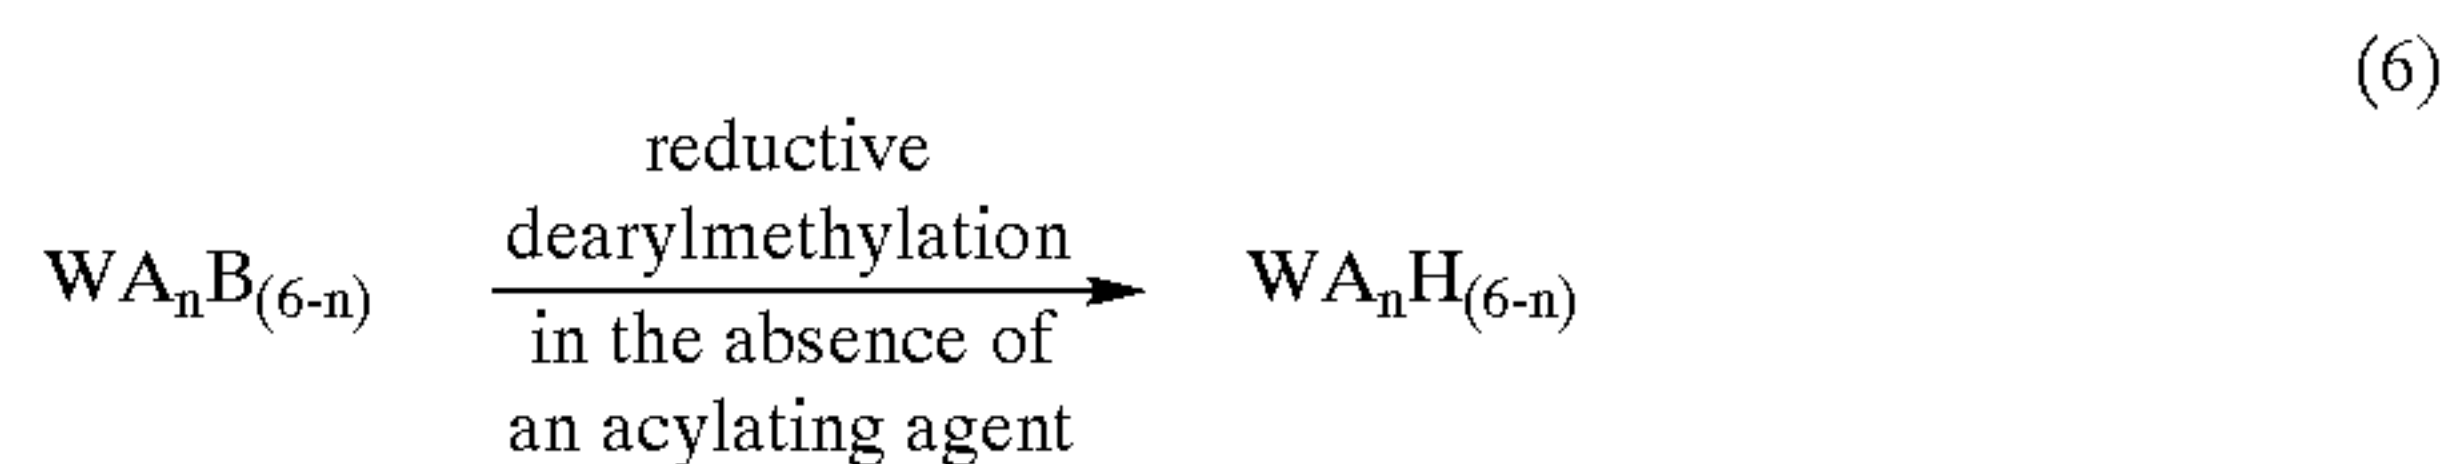 (6)
reductive
dearylmethylation
WAnB(6-n) WAnH(6-n)
in the absence of
an acylating agent